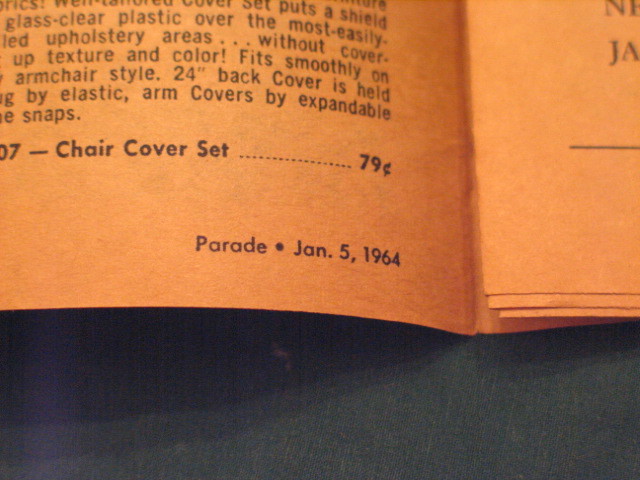 glass-clear plastic over the most-easily-
led upholstery areas... without cover-
up texture and color! Fits smoothly on
armchair style. 24" back Cover is held
ug by elastic, arm Covers by expandable
e snaps.
07 — Chair Cover Set .......................... 79¢
Parade • Jan. 5, 1964
NE
JA